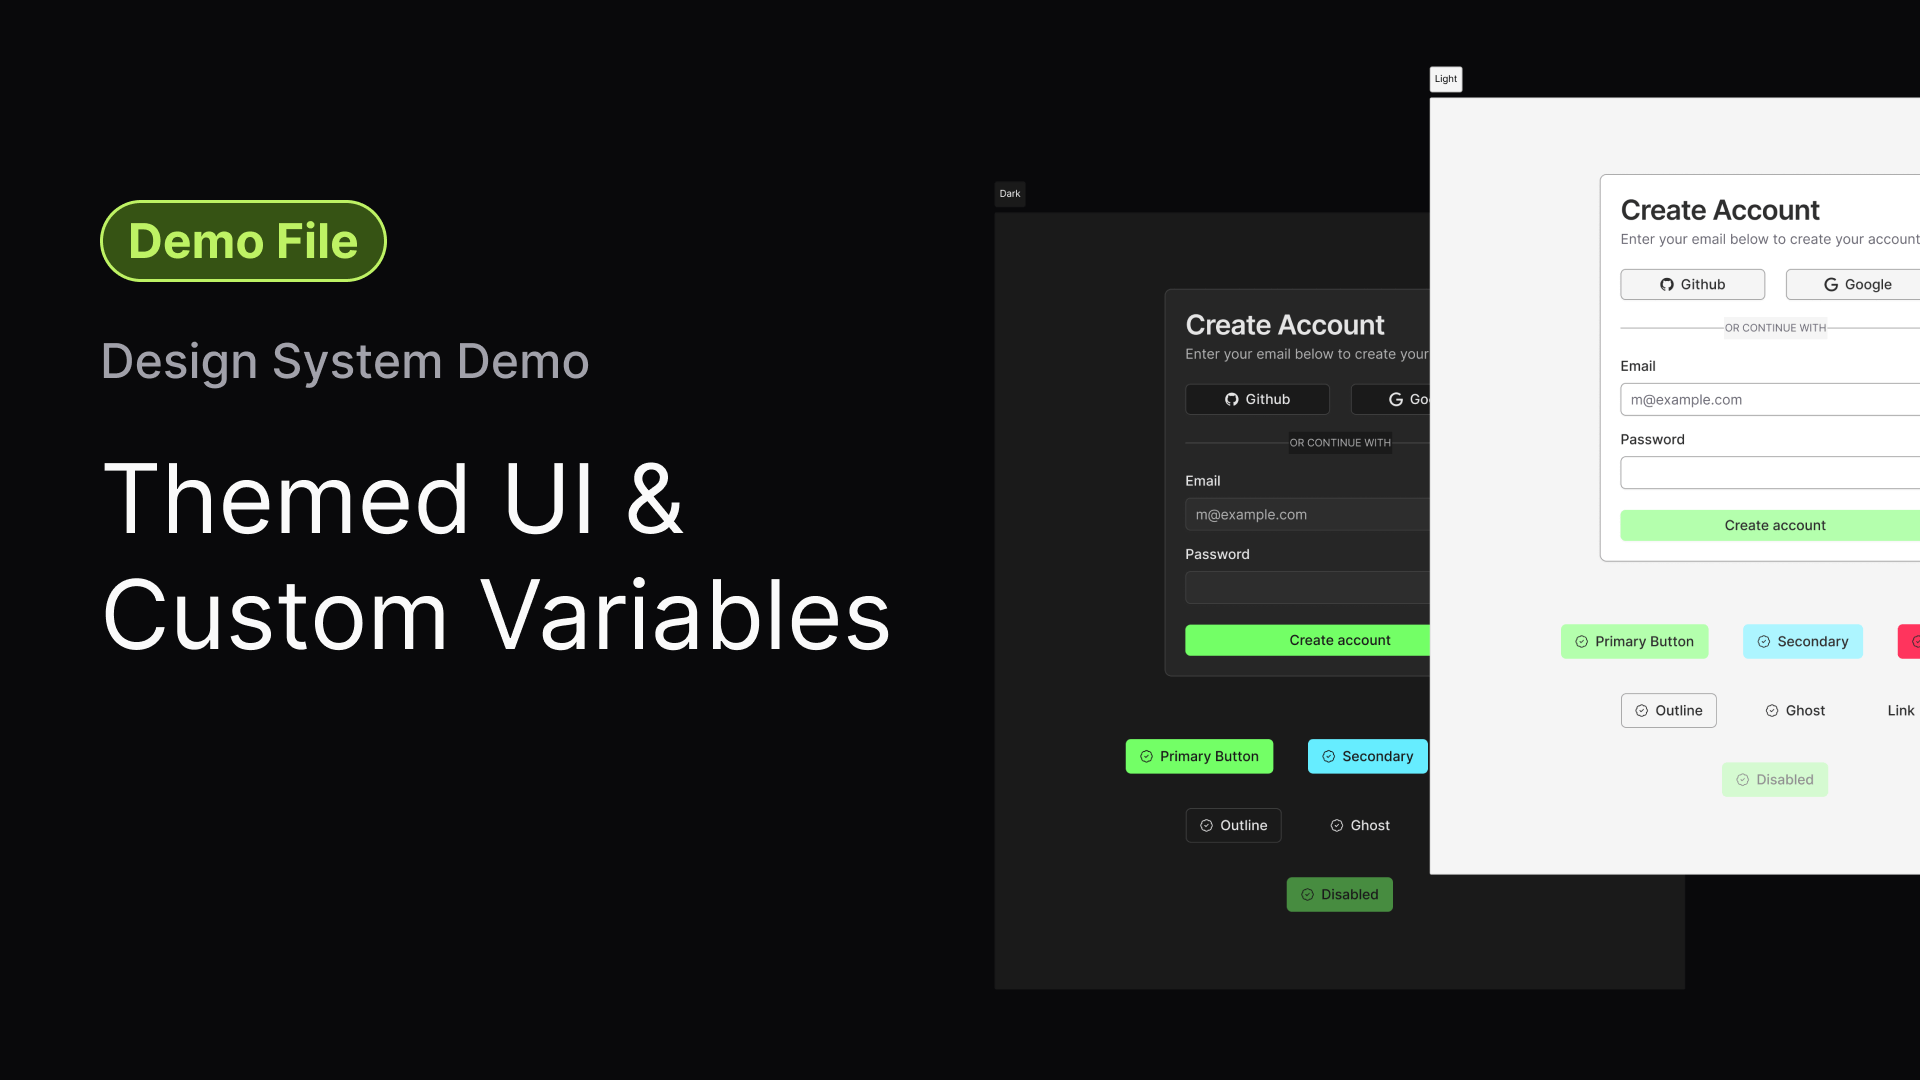 Demo File
Design System Demo
Themed UI &
Custom Variables
Dark
Create Account
Enter your email below to create your
Github
OR CONTINUE WITH
Email
m@example.com
Password
Create account
Primary Button
Secondary
Outline
Ghost
Disabled
Light
Create Account
Enter your email below to create your account
Github
Google
OR CONTINUE WITH
Email
m@example.com
Password
Create account
Primary Button
Secondary
Outline
Ghost
Link
Disabled